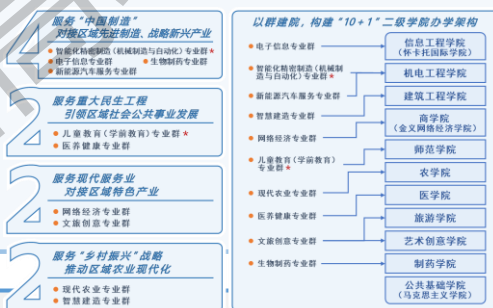 4
服务“中国制造”
对接区域先进制造、战略新兴产业
智能化精密制造(机械制造与自动化)专业群*
电子信息专业群 生物制药专业群
新能源汽车服务专业群
2
服务重大民生工程
引领区域社会公共事业发展
儿童教育(学前教育)专业群*
医养健康专业群
2
服务现代服务业
对接区域特色产业
网络经济专业群
文旅创意专业群
2
服务“乡村振兴”战略
推动区域农业现代化
现代农业专业群
智慧建造专业群
以群建院,构建“10+1”二级学院办学架构
电子信息专业群
智能化精密制造(机械制
造与自动化)专业群*
新能源汽车服务专业群
智慧建造专业群
网络经济专业群
儿童教育(学前教育)
专业群*
现代农业专业群
医养健康专业群
文旅创意专业群
生物制药专业群
信息工程学院
(怀卡托国际学院)
机电工程学院
建筑工程学院
商学院
(金义网络经济学院)
师范学院
农学院
医学院
旅游学院
艺术创意学院
制药学院
公共基础学院
(马克思主义学院)